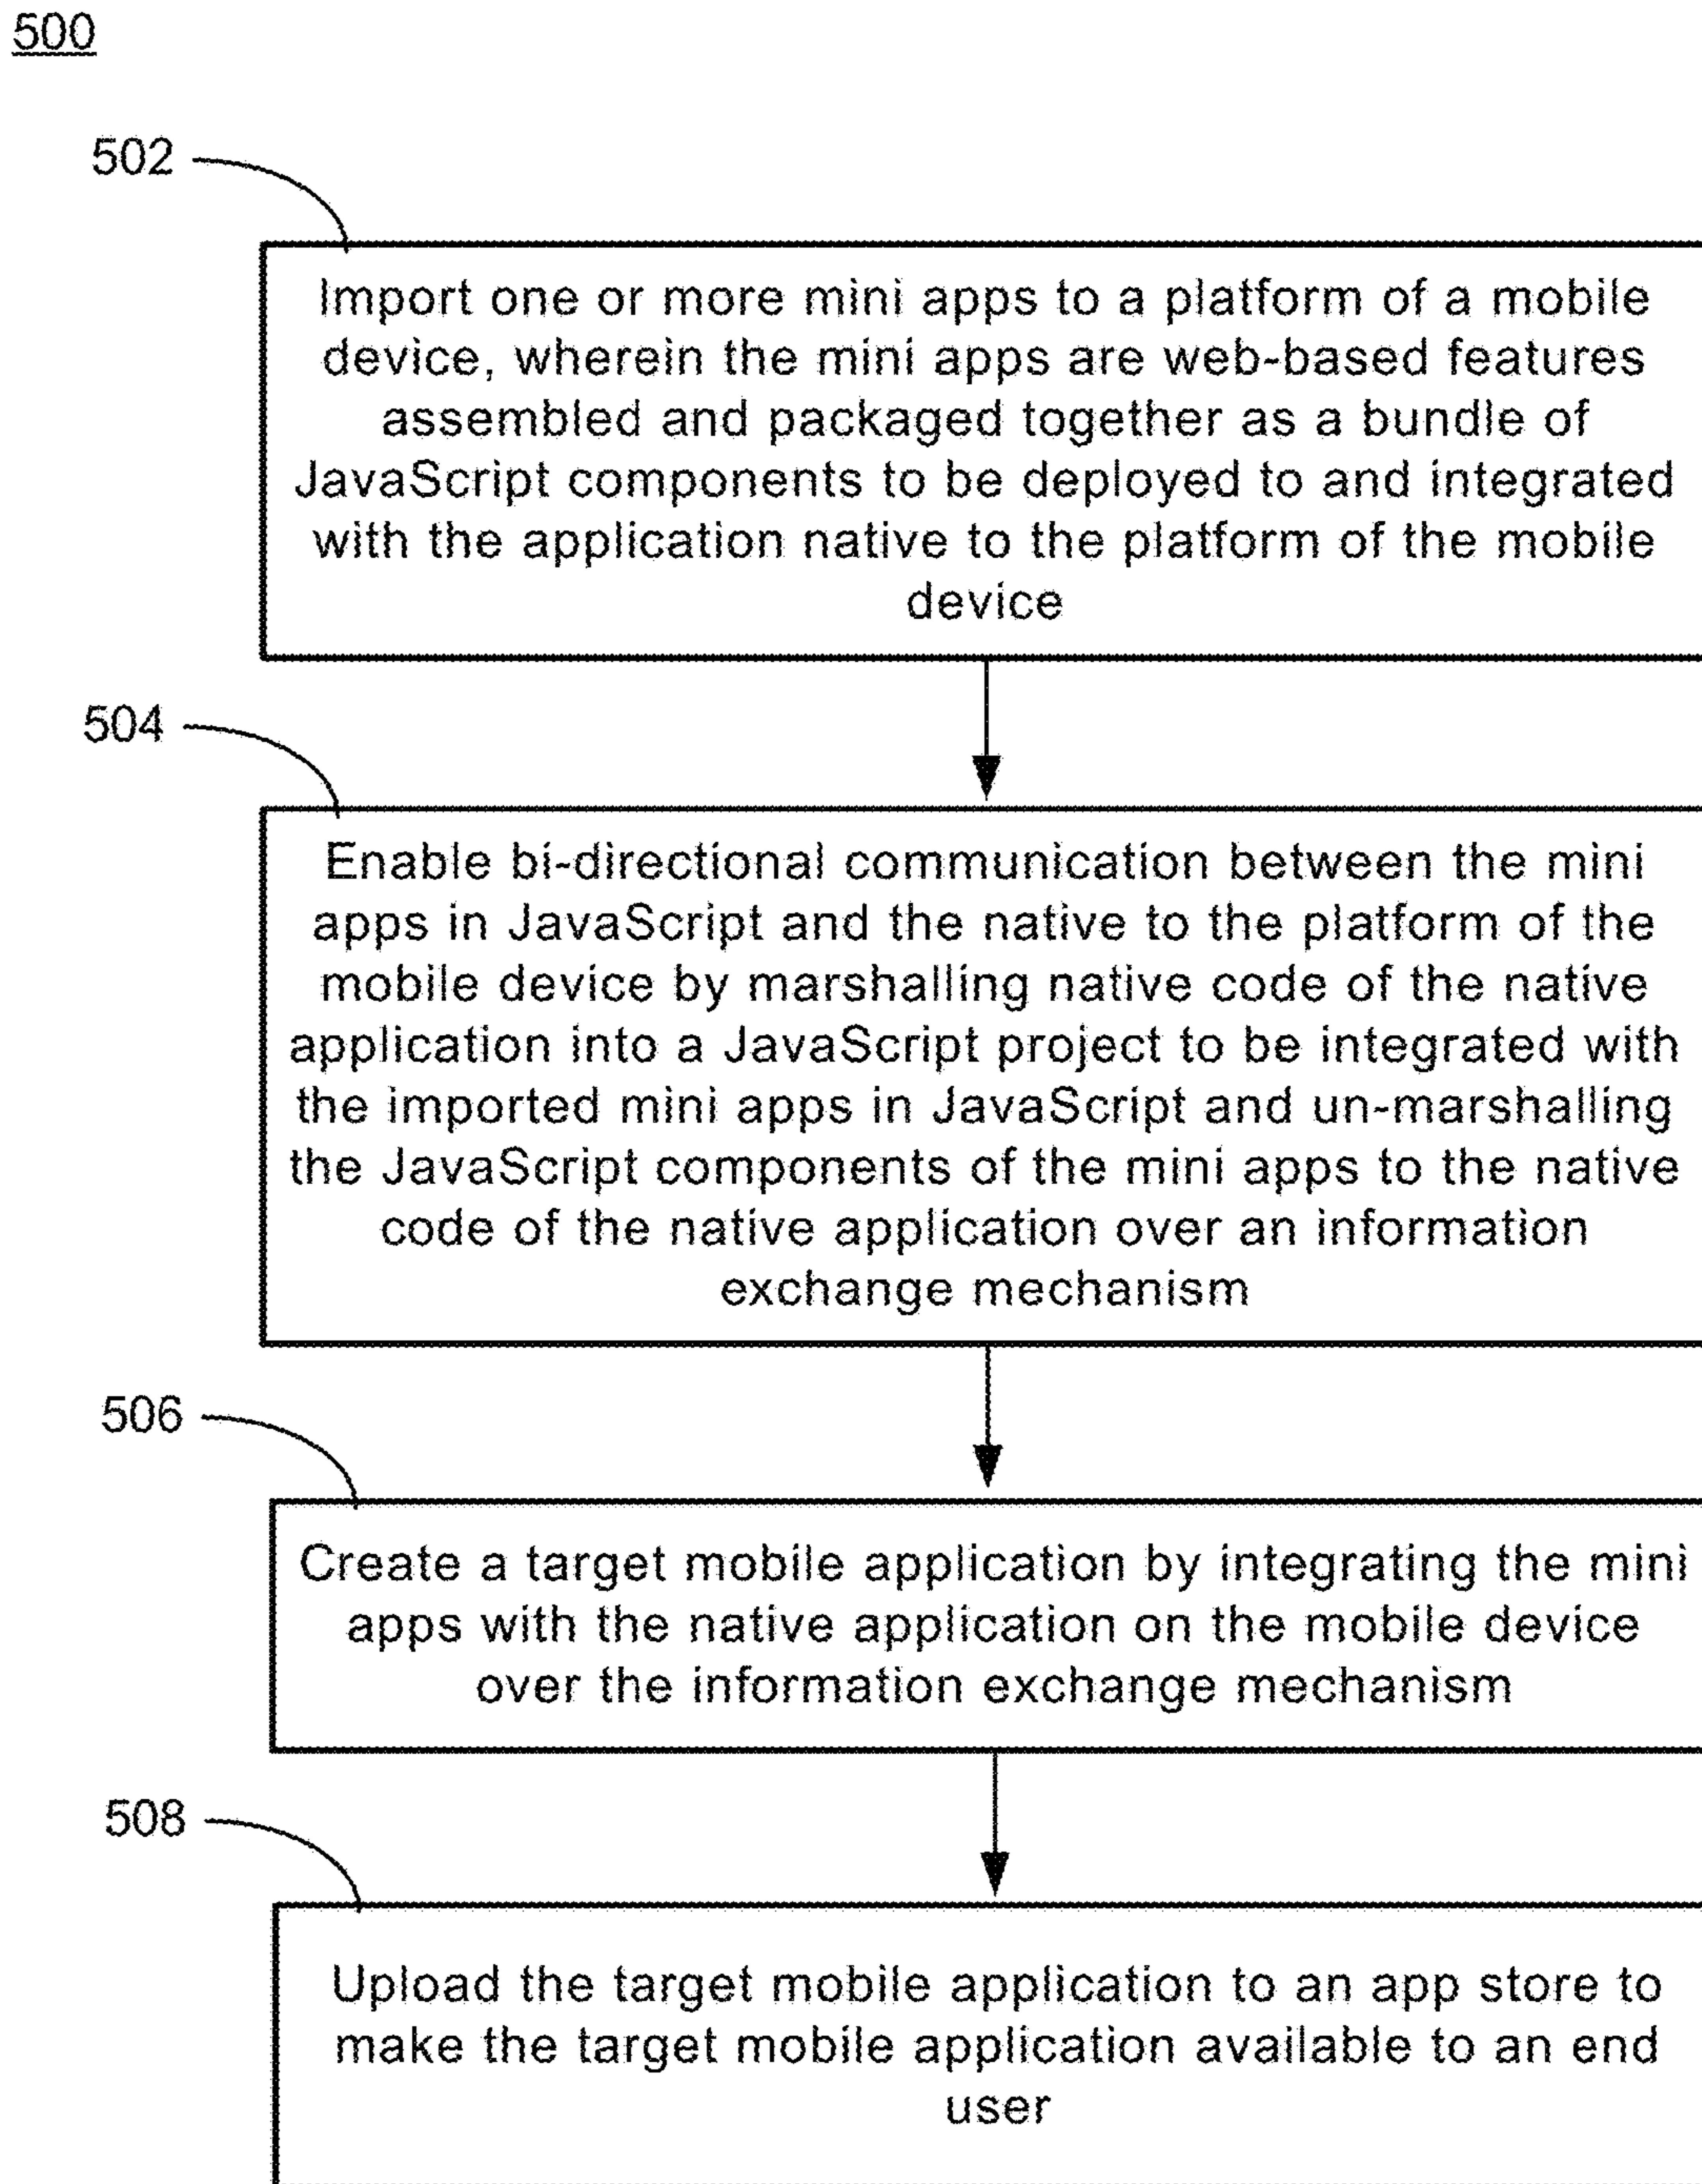 500
502
Import one or more mini apps to a platform of a mobile
device, wherein the mini apps are web-based features
assembled and packaged together as a bundle of
JavaScript components to be deployed to and integrated
with the application native to the platform of the mobile
device
504
Enable bi-directional communication between the mini
apps in JavaScript and the native to the platform of the
mobile device by marshalling native code of the native
application into a JavaScript project to be integrated with
the imported mini apps in JavaScript and un-marshalling
the JavaScript components of the mini apps to the native
code of the native application over an information
exchange mechanism
506
Create a target mobile application by integrating the mini
apps with the native application on the mobile device
over the information exchange mechanism
508
Upload the target mobile application to an app store to
make the target mobile application available to an end
user